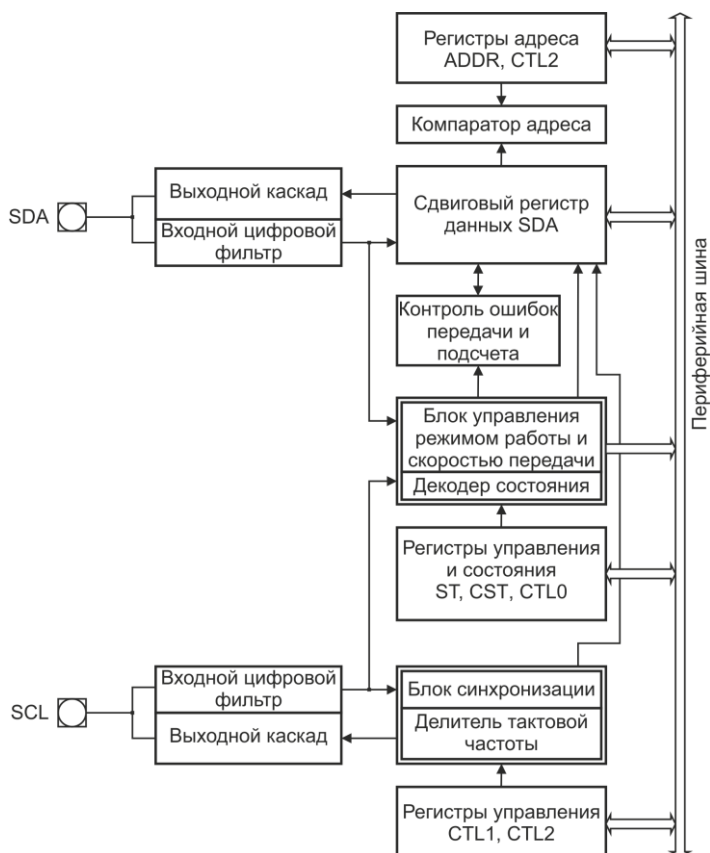 Регистры адреса
ADDR, CTL2
Компаратор адреса
SDA
Выходной каскад
Входной цифровой
фильтр
Сдвиговый регистр
данных SDA
Контроль ошибок
передачи и
подсчета
Блок управления
режимом работы и
скоростью передачи
Декодер состояния
Регистры управления
и состояния
ST, CST, CTL0
SCL
Входной цифровой
фильтр
Выходной каскад
Блок синхронизации
Делитель тактовой
частоты
Регистры управления
CTL1, CTL2
Периферийная шина